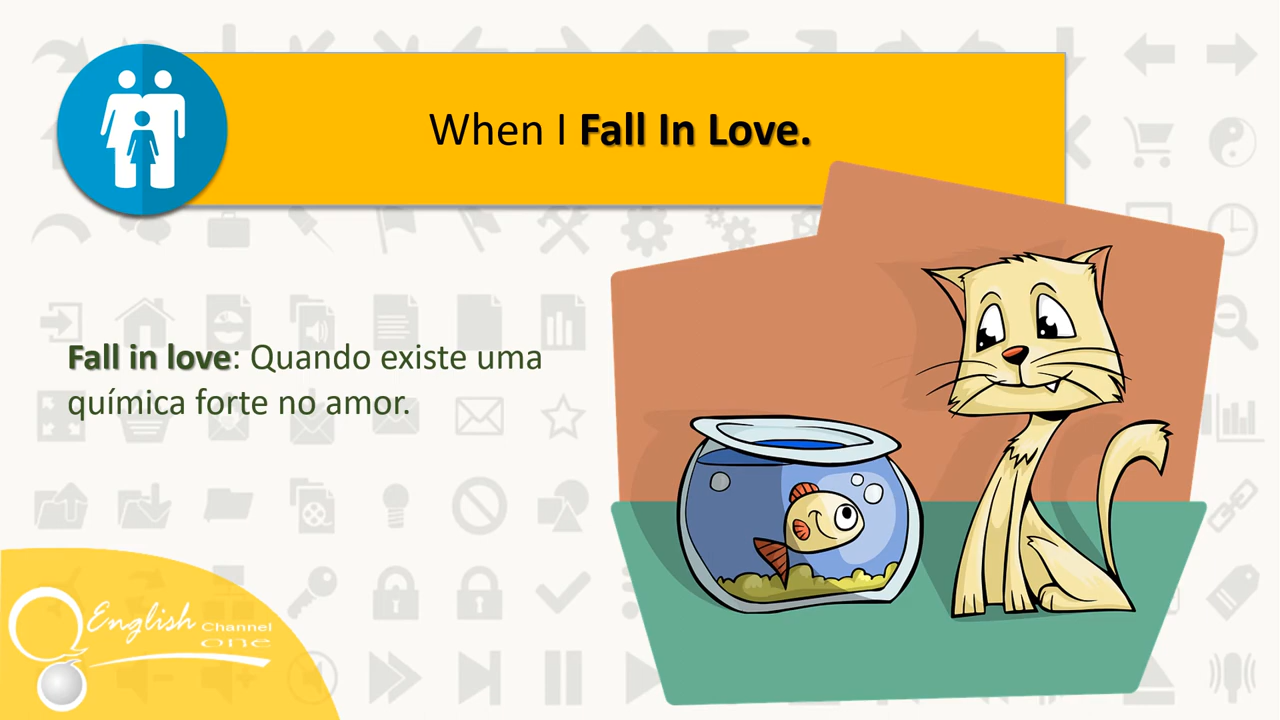 When I Fall In Love.
Fall in love: Quando existe uma
química forte no amor.
English Channel
one